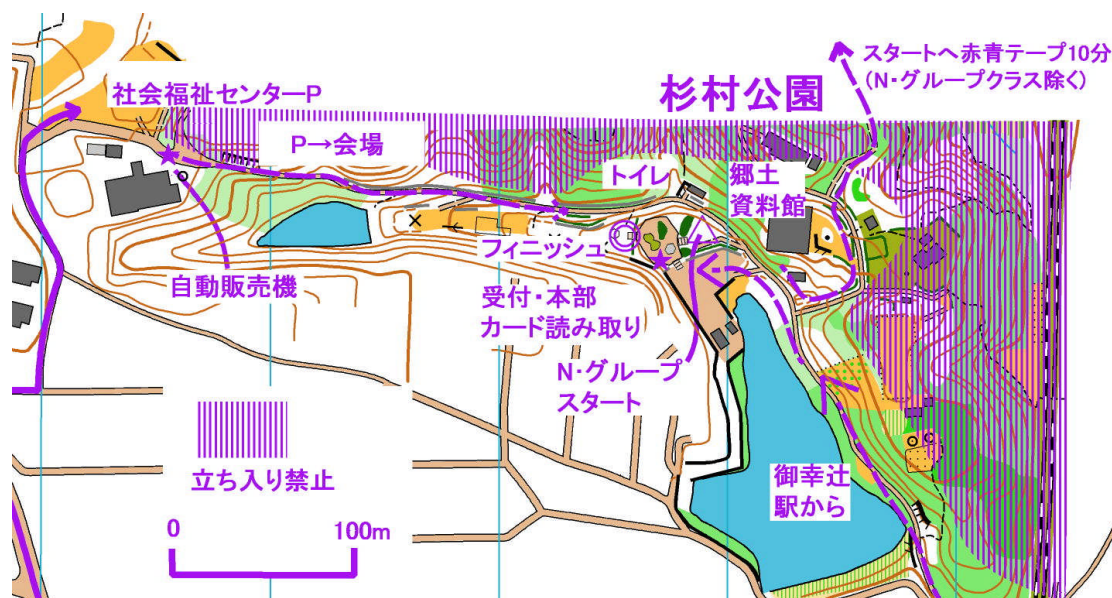 スタートへ赤青テープ10分
(N・グループクラス除く)
杉村公園
社会福祉センターP
P→会場
トイレ
郷土
資料館
フィニッシュ
自動販売機
受付・本部
カード読み取り
N・グループ
スタート
立ち入り禁止
御幸辻
駅から
0
100m